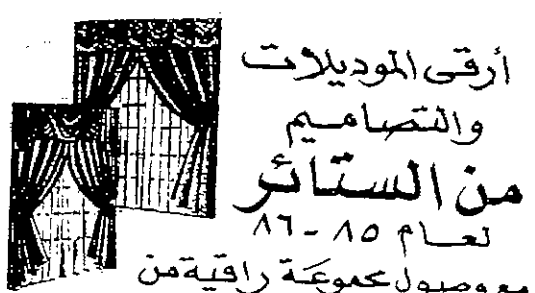 أرقى الموديلات
والتصاميم
من الستائر
لعام ٨٥ - ٨٦
مع وصول مجموعة راقية من